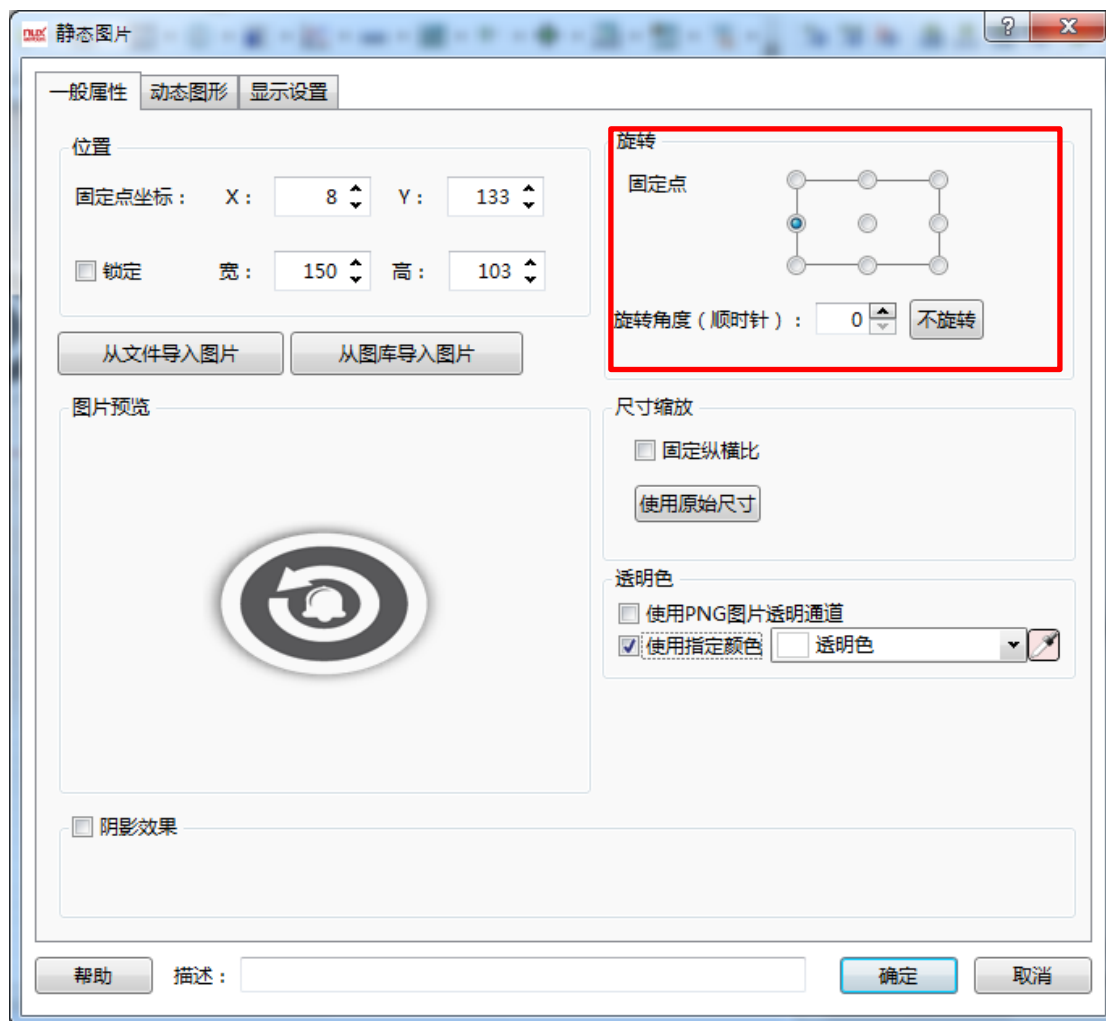 nux 静态图片
?
X
一般属性 动态图形 显示设置
位置
固定点坐标： X： 8 Y： 133
锁定 宽： 150 高： 103
从文件导入图片 从图库导入图片
旋转
固定点
旋转角度（顺时针）： 0 不旋转
图片预览
尺寸缩放
固定纵横比
使用原始尺寸
透明色
使用PNG图片透明通道
使用指定颜色 透明色
阴影效果
帮助 描述： 确定 取消